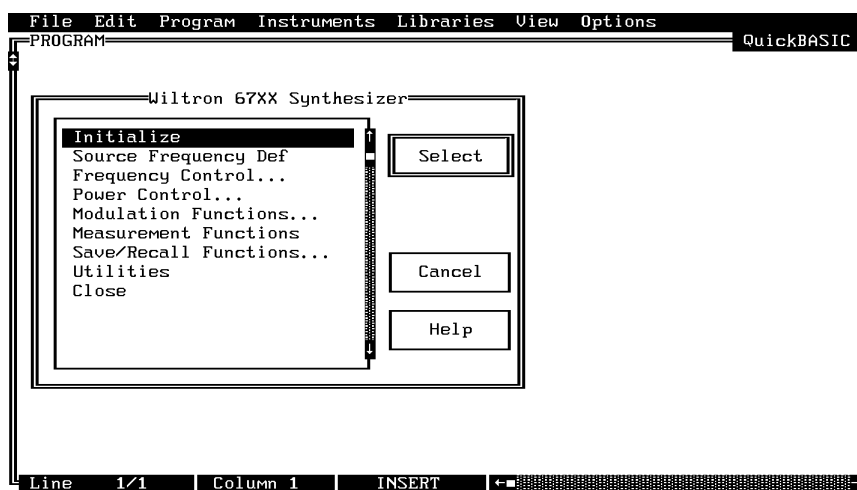 File Edit Program Instruments Libraries View Options
PROGRAM
QuickBASIC
Wiltron 67XX Synthesizer
Initialize
Source Frequency Def
Frequency Control...
Power Control...
Modulation Functions...
Measurement Functions
Save/Recall Functions...
Utilities
Close
Select
Cancel
Help
Line 1/1 Column 1 INSERT